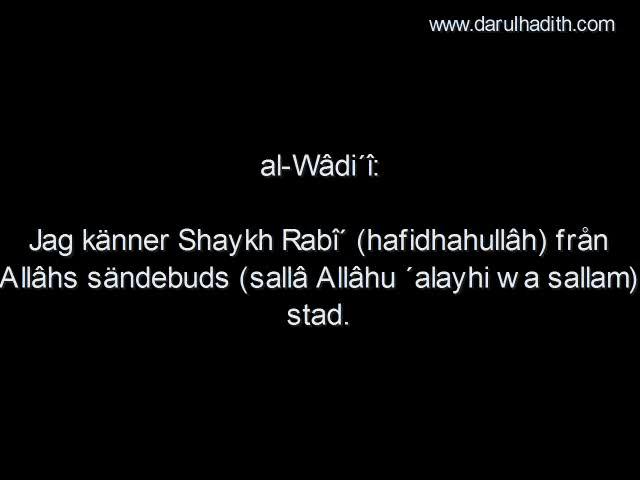 www.darulhadith.com
al-Wâdi´î:
Jag känner Shaykh Rabî´ (hafidhahullâh) från
Allâhs sändebuds (sallâ Allâhu ´alayhi wa sallam)
stad.